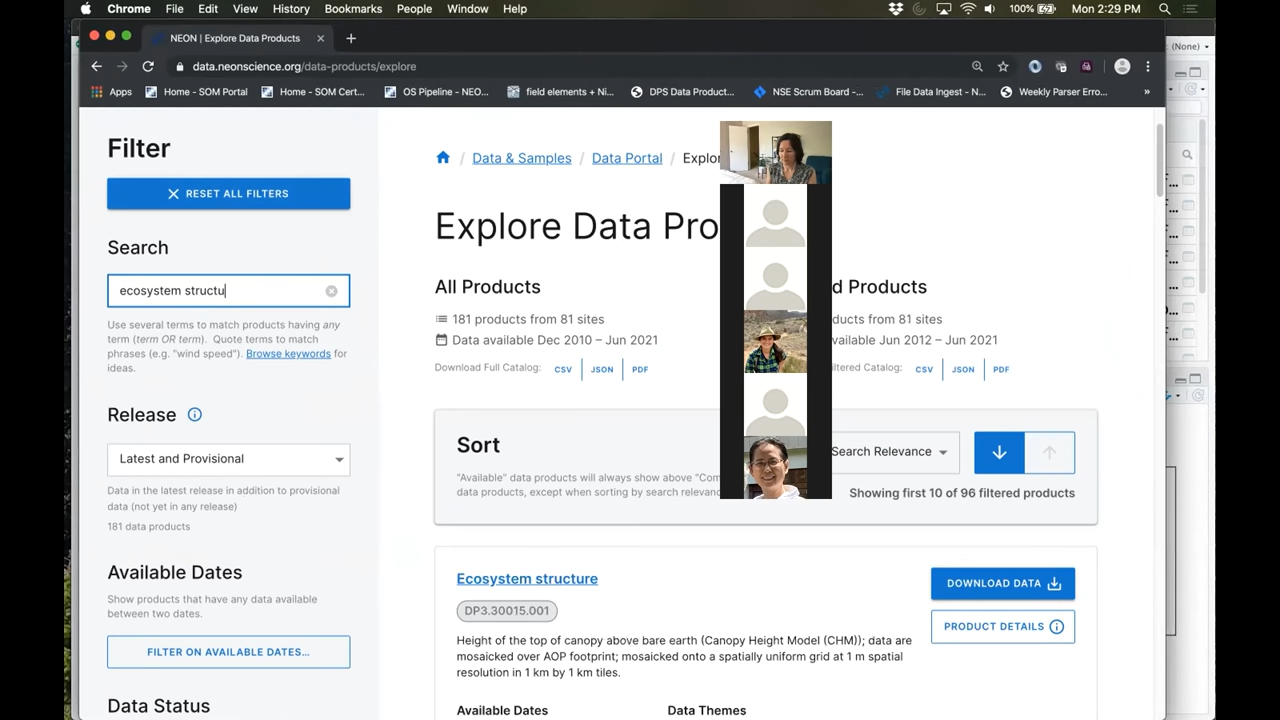 Chrome File Edit View History Bookmarks People Window Help 100% Mon 2:29 PM
NEON | Explore Data Products
(None)
data.neonscience.org/data-products/explore
Apps Home - SOM Portal Home - SOM Cert... OS Pipeline - NEO... field elements + Ni... DPS Data Product... NSE Scrum Board -... File By File Ingest - N... Weekly Parser Erro... »
Filter
/ Data & Samples / Data Portal / Explor
RESET ALL FILTERS
Explore Data Pro
Search
ecosystem structu
All Products
d Products
181 products from 81 sites
ducts from 81 sites
Data available Dec 2010 – Jun 2021
vailable Jun 2012 – Jun 2021
Use several terms to match products having any
term (term OR term). Quote terms to match
phrases (e.g. "wind speed"). Browse keywords for
ideas.
Download Full Catalog: CSV JSON PDF
iltered Catalog: CSV JSON PDF
Release
Latest and Provisional
Sort
Search Relevance
Data in the latest release in addition to provisional
data (not yet in any release)
181 data products
"Available" data products will always show above "Com
data products, except when sorting by search relevanc
Showing first 10 of 96 filtered products
Available Dates
Show products that have any data available
between two dates.
FILTER ON AVAILABLE DATES...
Data Status
Ecosystem structure
DOWNLOAD DATA
DP3.30015.001
PRODUCT DETAILS
Height of the top of canopy above bare earth (Canopy Height Model (CHM)); data are
mosaicked over AOP footprint; mosaicked onto a spatially uniform grid at 1 m spatial
resolution in 1 km by 1 km tiles.
Available Dates
Data Themes